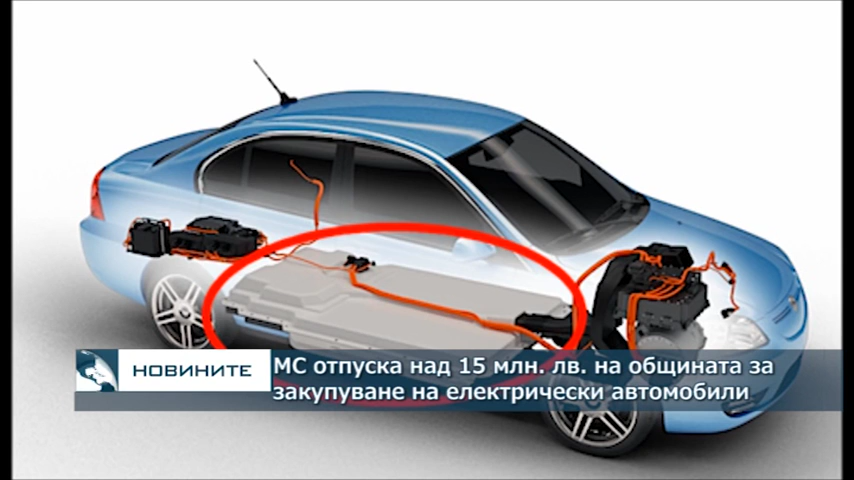 НОВИНИТЕ
МС отпуска над 15 млн. лв. на общината за
закупуване на електрически автомобили